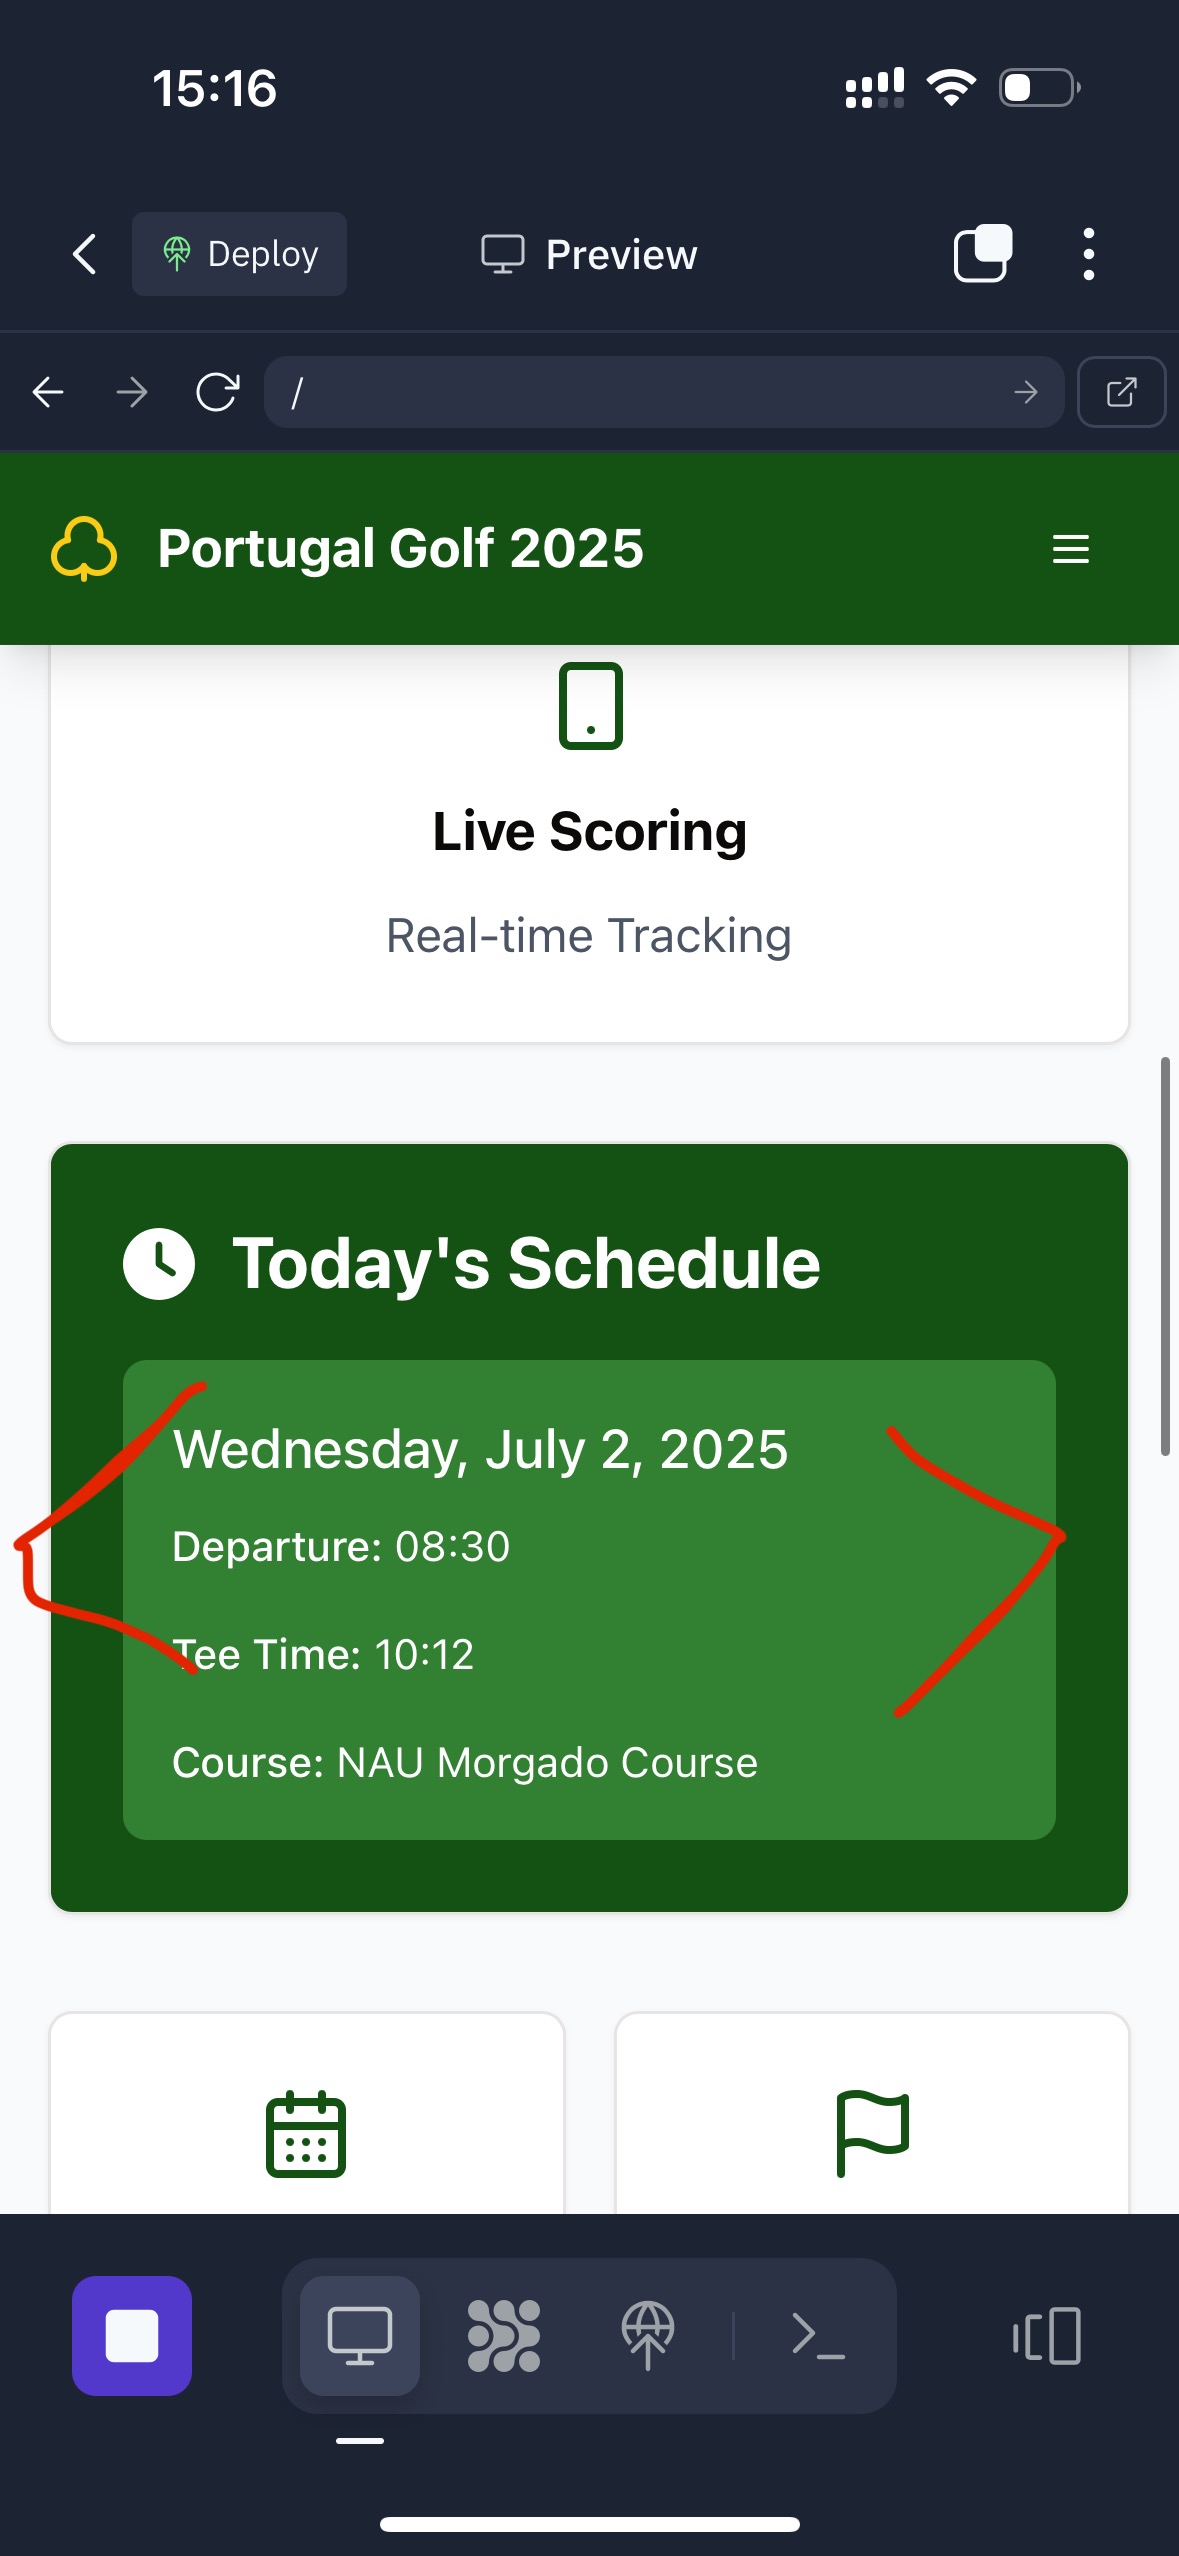 15:16
Deploy
Preview
/
Portugal Golf 2025
Live Scoring
Real-time Tracking
Today's Schedule
Wednesday, July 2, 2025
Departure: 08:30
Tee Time: 10:12
Course: NAU Morgado Course